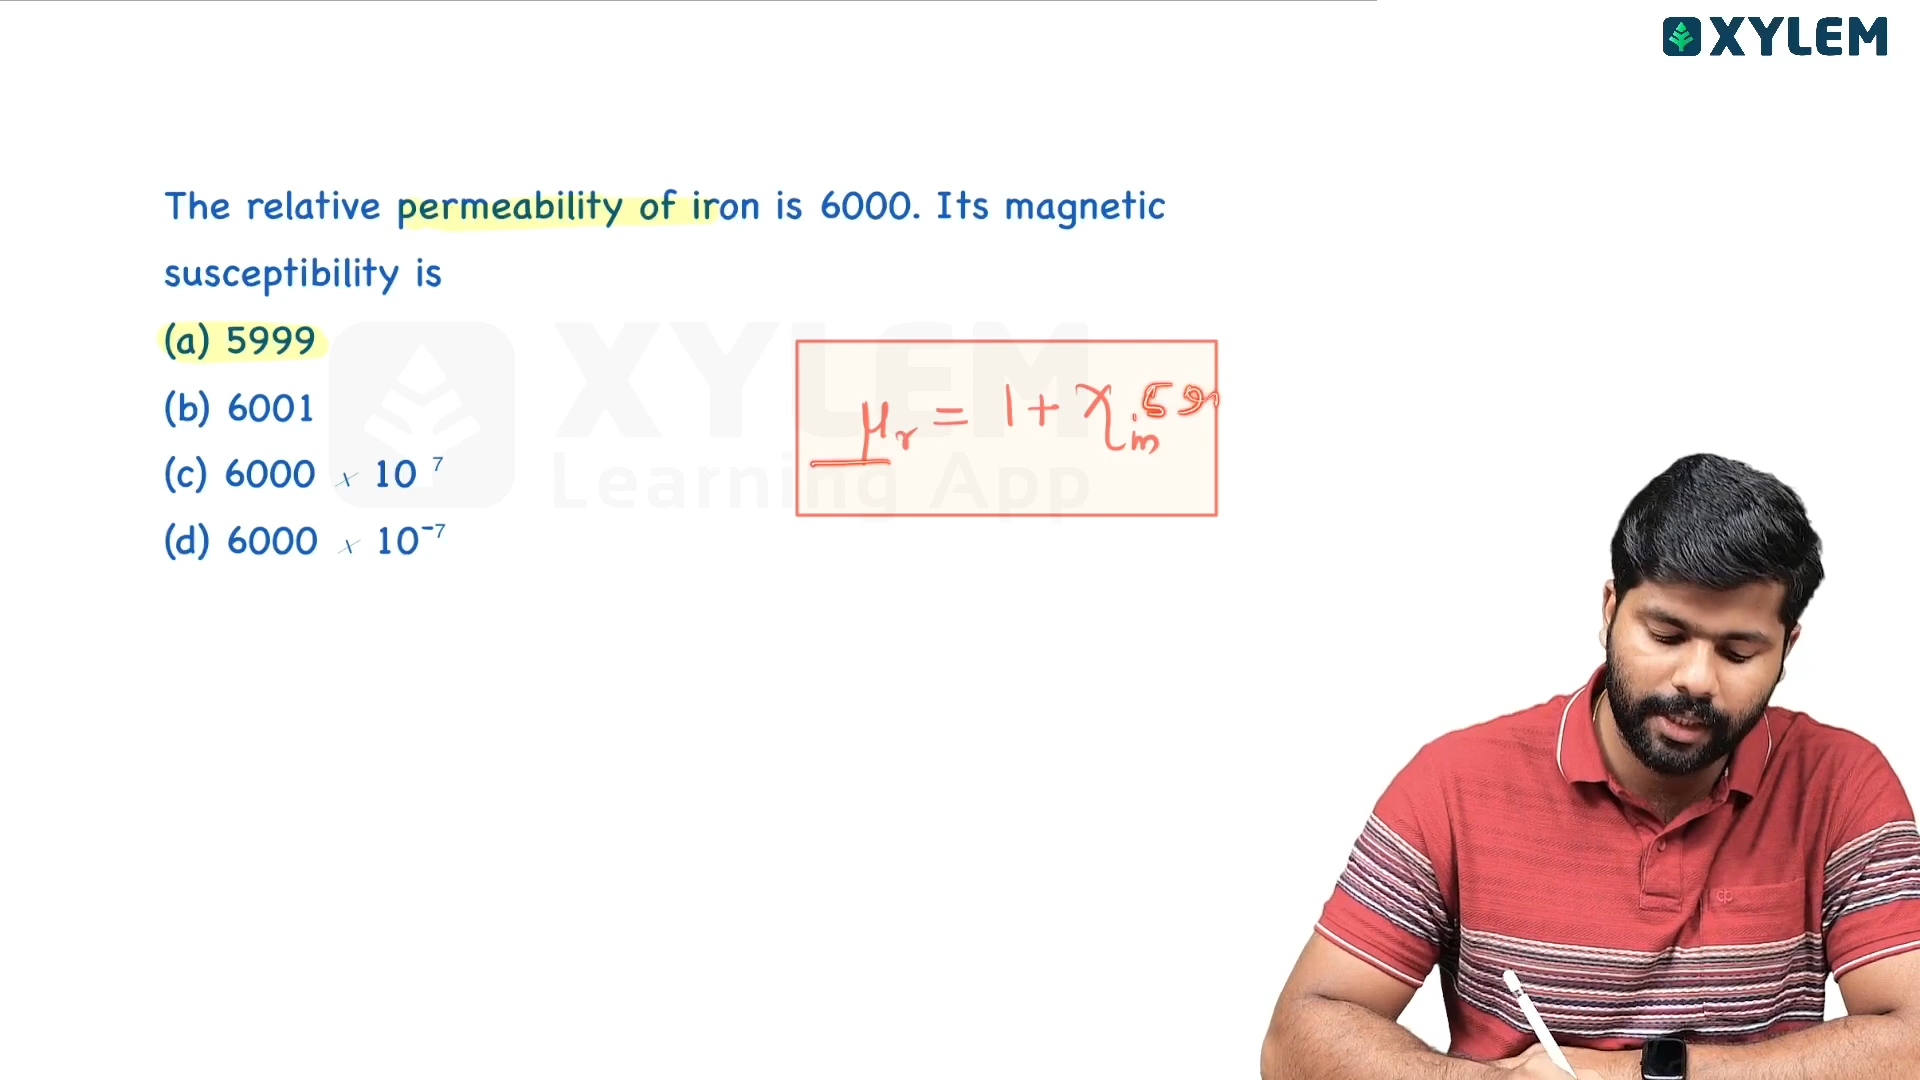 XYLEM
The relative permeability of iron is 6000. Its magnetic
susceptibility is
(a) 5999
(b) 6001
(c) 6000 × 10⁷
(d) 6000 × 10⁻⁷
μᵣ = 1 + χₘ
XYLEM
Learning App